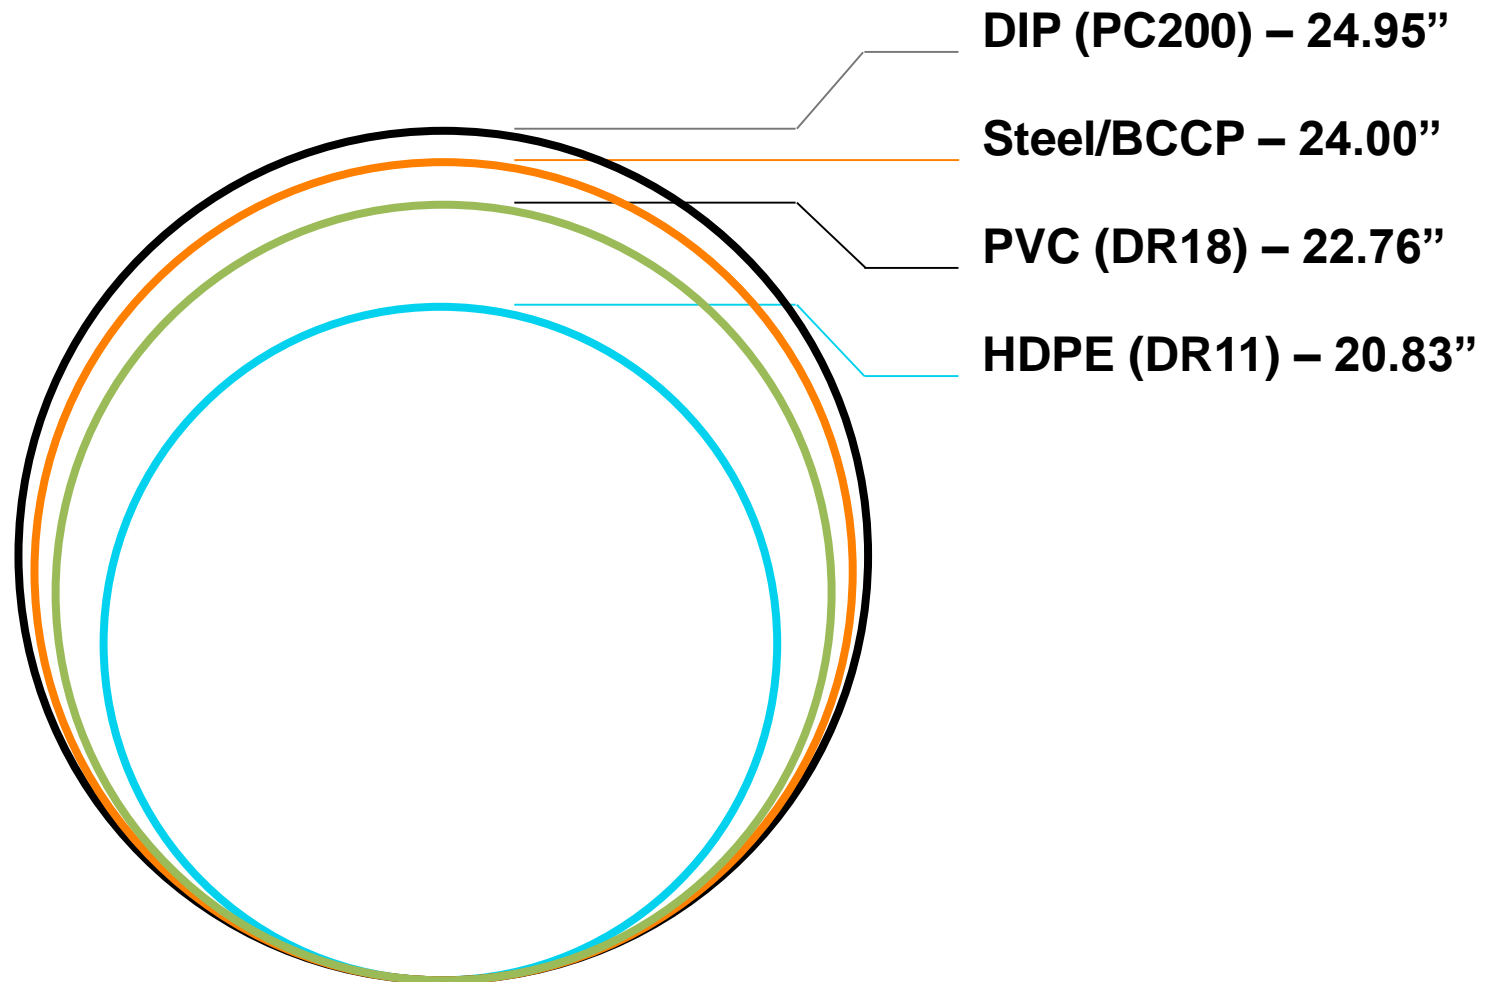 DIP (PC200) – 24.95”
Steel/BCCP – 24.00”
PVC (DR18) – 22.76”
HDPE (DR11) – 20.83”